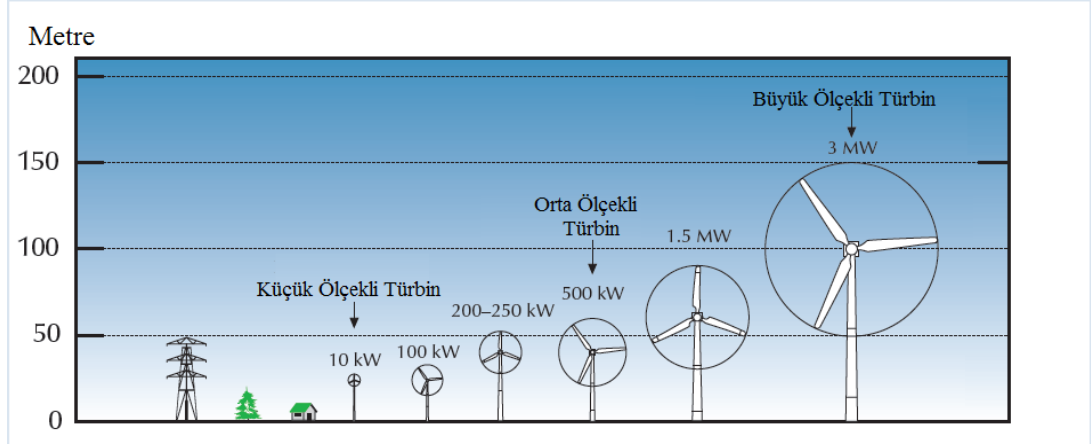 Metre
200
Büyük Ölçekli Türbin
3 MW
150
Orta Ölçekli
Türbin
1.5 MW
100
Küçük Ölçekli Türbin
500 kW
200–250 kW
50
10 kW
100 kW
0